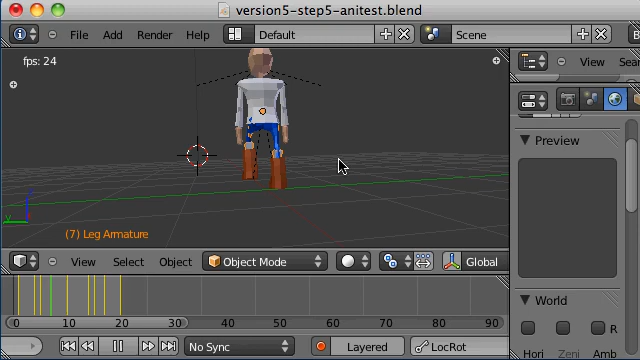 version5-step5-anitest.blend
File Add Render Help Default Scene
fps: 24
View
Preview
(7) Leg Armature
View Select Object Object Mode Global
World
R
0 10 20 30 40 50 60 70 80 90
Hori Zeni Amb
No Sync Layered LocRot